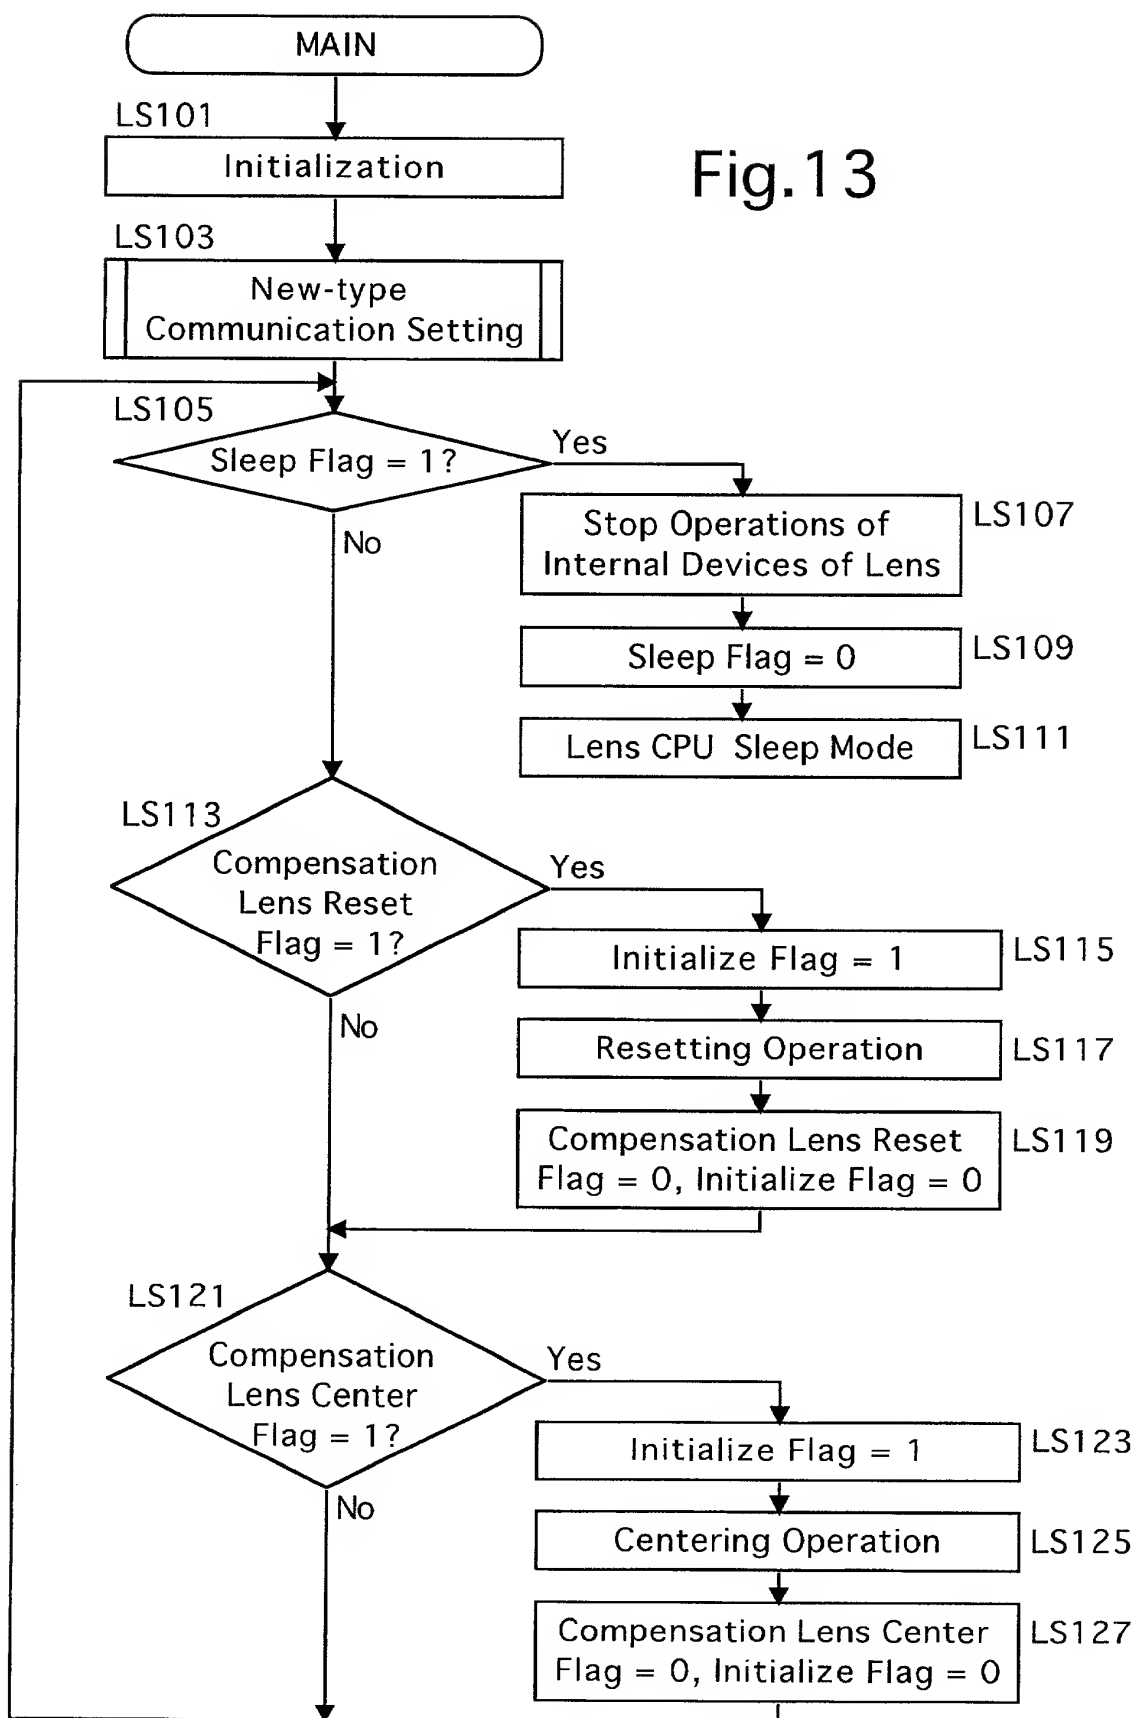 MAIN
LS101
Initialization
Fig.13
LS103
New-type
Communication Setting
LS105
Sleep Flag = 1?
Yes
No
Stop Operations of
Internal Devices of Lens
LS107
Sleep Flag = 0
LS109
Lens CPU Sleep Mode
LS111
LS113
Compensation
Lens Reset
Flag = 1?
Yes
No
Initialize Flag = 1
LS115
Resetting Operation
LS117
Compensation Lens Reset
Flag = 0, Initialize Flag = 0
LS119
LS121
Compensation
Lens Center
Flag = 1?
Yes
No
Initialize Flag = 1
LS123
Centering Operation
LS125
Compensation Lens Center
Flag = 0, Initialize Flag = 0
LS127